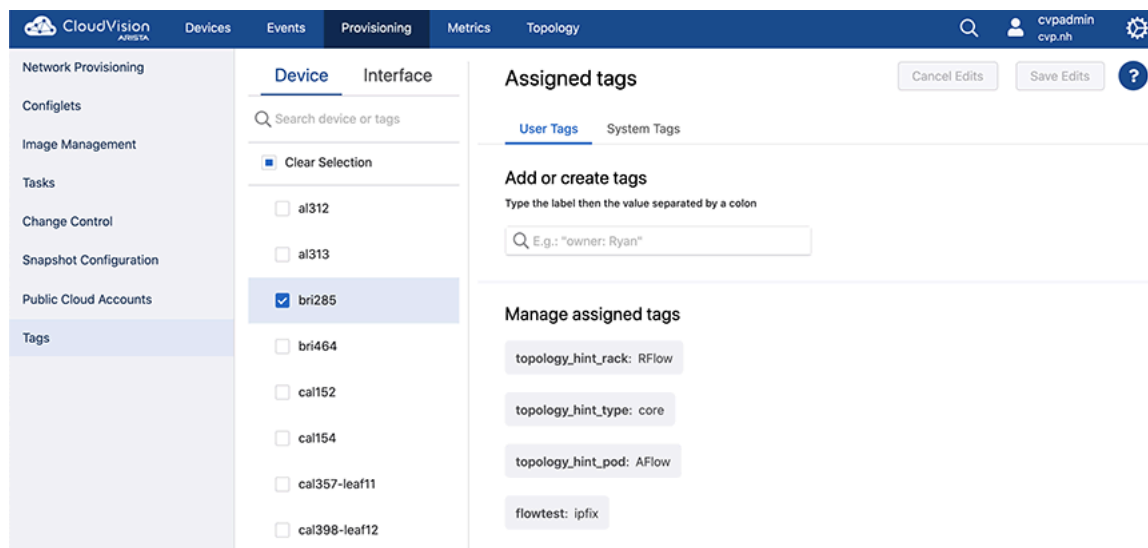 CloudVision
ARISTA
Devices
Events
Provisioning
Metrics
Topology
cvpadmin
cvp.nh
Network Provisioning
Configlets
Image Management
Tasks
Change Control
Snapshot Configuration
Public Cloud Accounts
Tags
Device
Interface
Search device or tags
Clear Selection
al312
al313
bri285
bri464
cal152
cal154
cal357-leaf11
cal398-leaf12
Assigned tags
Cancel Edits
Save Edits
?
User Tags
System Tags
Add or create tags
Type the label then the value separated by a colon
E.g.: "owner: Ryan"
Manage assigned tags
topology_hint_rack: RFlow
topology_hint_type: core
topology_hint_pod: AFlow
flowtest: ipfix